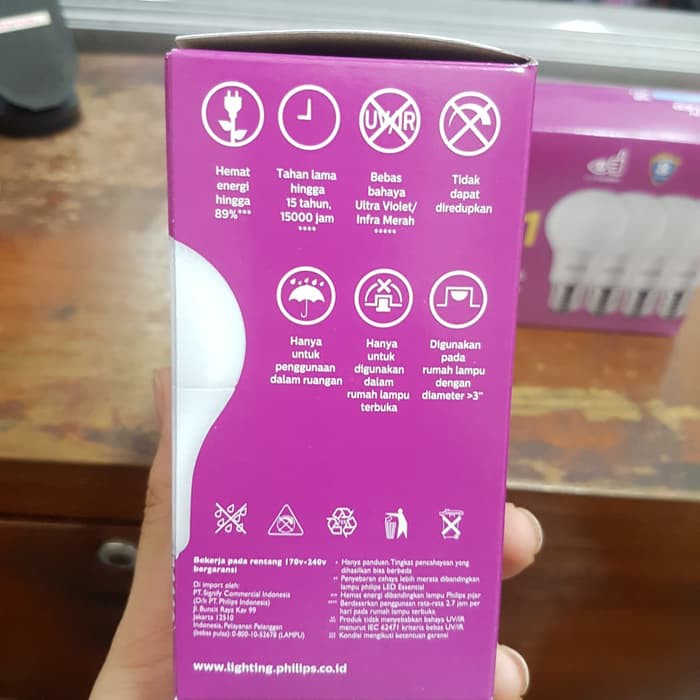 Hemat
energi
hingga
89%***
Tahan lama
hingga
15 tahun,
15000 jam
****
UV/IR
Bebas
bahaya
Ultra Violet/
Infra Merah
*****
Tidak
dapat
diredupkan
Hanya
untuk
penggunaan
dalam ruangan
Hanya
untuk
digunakan
dalam
rumah lampu
terbuka
Digunakan
pada
rumah lampu
dengan
diameter >3"
Bekerja pada rentang 170v-240v
bergaransi
Di import oleh:
PT. Signify Commercial Indonesia
(D/h PT. Philips Indonesia)
Jl. Buncis Raya Kav 99
Jakarta 12510
Indonesia, Pelayanan Pelanggan
(bebas pulsa): 0-800-10-52678 (LAMPU)
* Hanya panduan. Tingkat pencahayaan yang
dihasilkan bisa berbeda
** Penyebaran cahaya lebih merata dibandingkan
lampu philips LED Essential
*** Hemat energi dibandingkan lampu Philips pijar
**** Berdasarkan penggunaan rata-rata 2.7 jam per
hari pada rumah lampu terbuka
Produk tidak menyebabkan bahaya UV/IR
menurut IEC 62471 kriteria bebas UV/IR
Kondisi mengikuti ketentuan garansi
www.lighting.philips.co.id
1